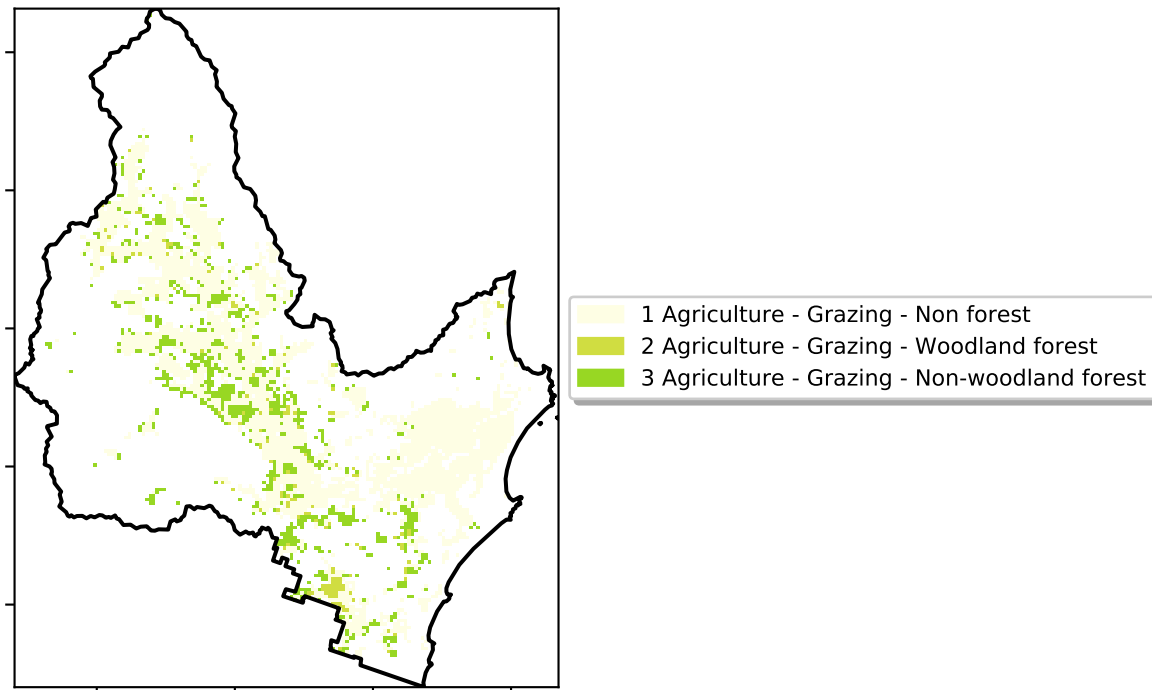 1 Agriculture - Grazing - Non forest
2 Agriculture - Grazing - Woodland forest
3 Agriculture - Grazing - Non-woodland forest